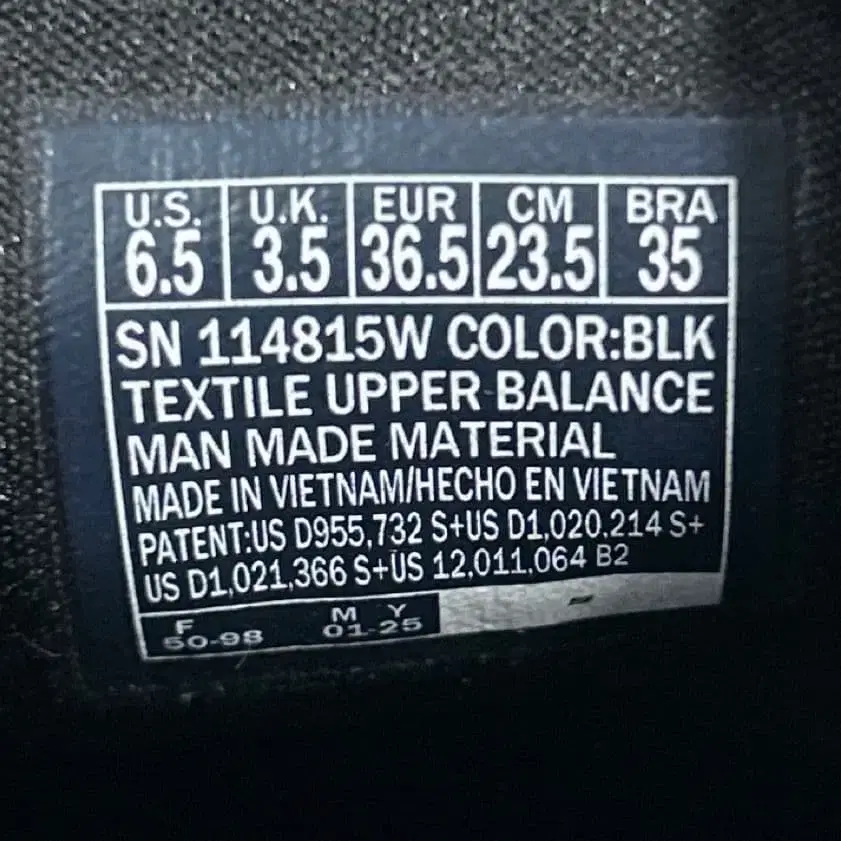 U.S. U.K. EUR CM BRA
6.5 3.5 36.5 23.5 35
SN 114815W COLOR:BLK
TEXTILE UPPER BALANCE
MAN MADE MATERIAL
MADE IN VIETNAM/HECHO EN VIETNAM
PATENT:US D955,732 S+US D1,020,214 S+
US D1,021,366 S+US 12,011,064 B2
F M Y
50-98 01-25